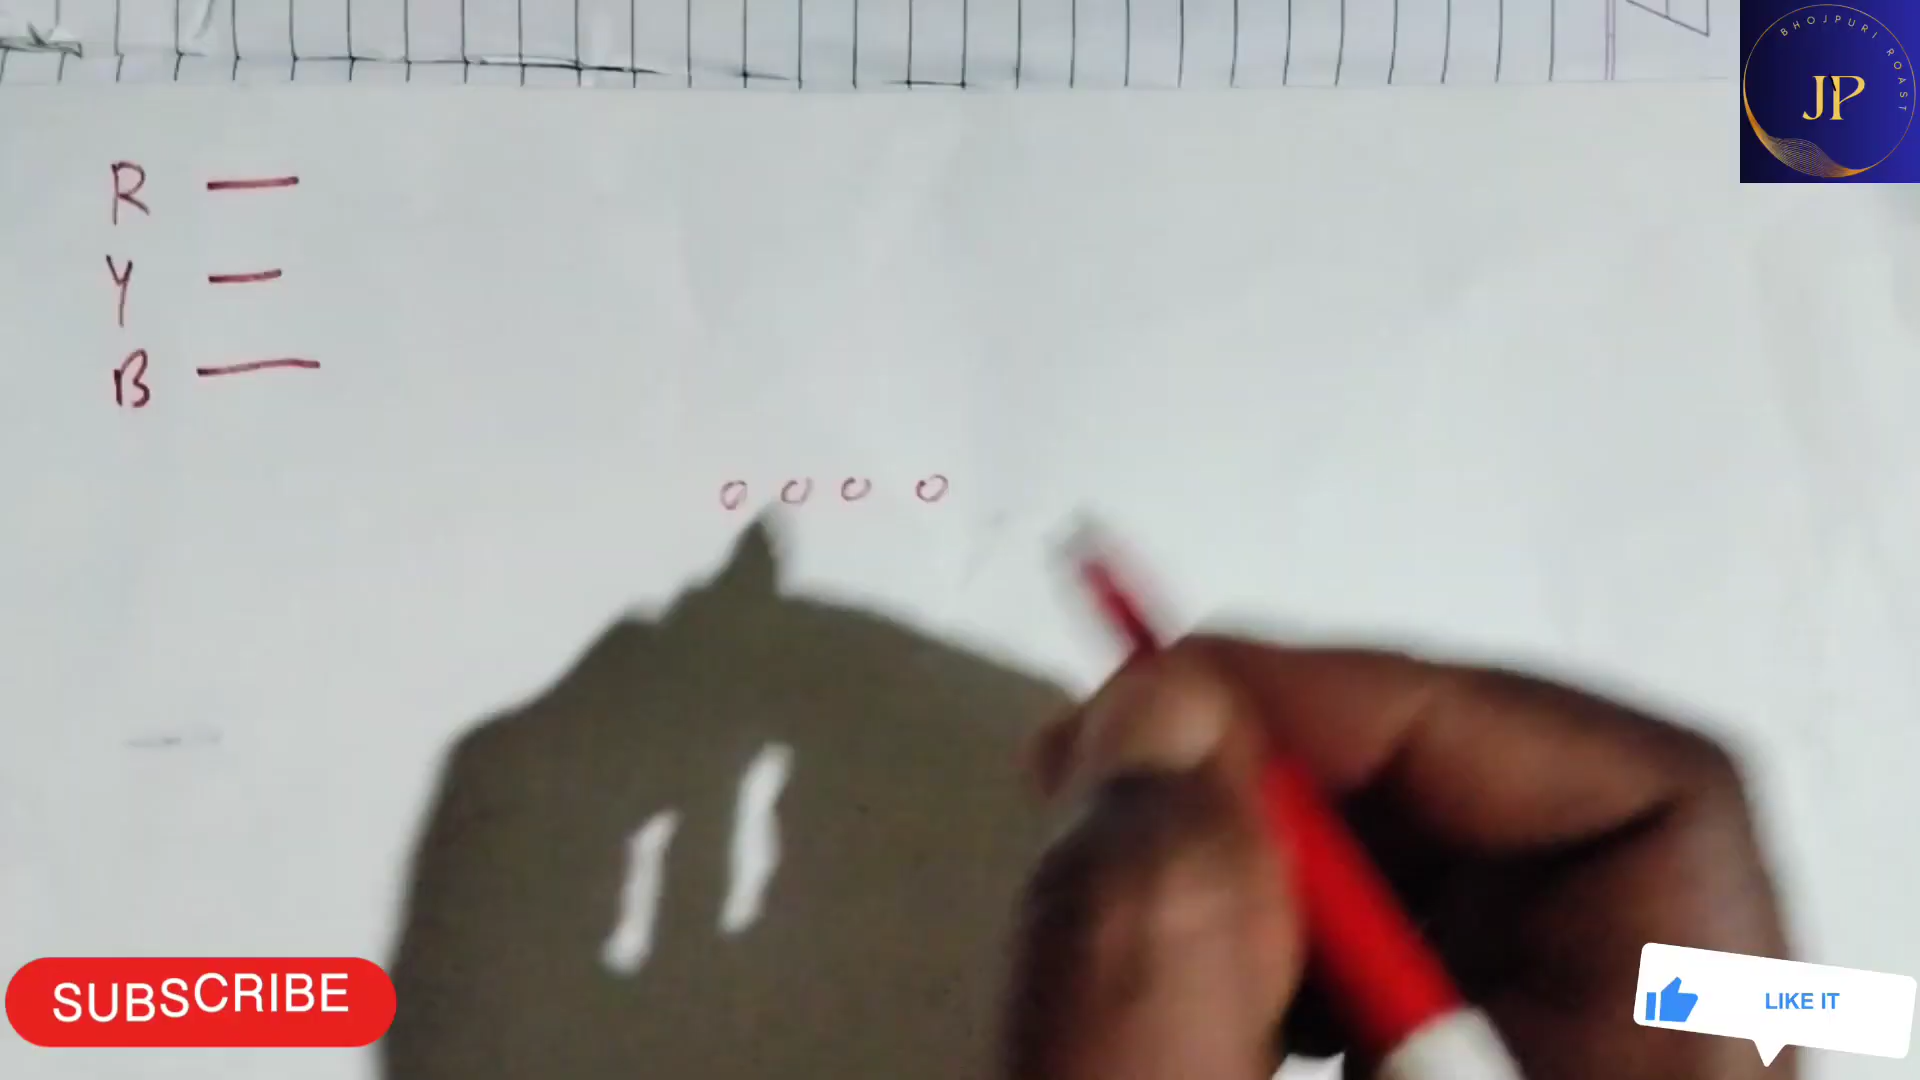 BHOJPURI ROAST
JP
R —
Y —
B —
o o o o
SUBSCRIBE
LIKE IT